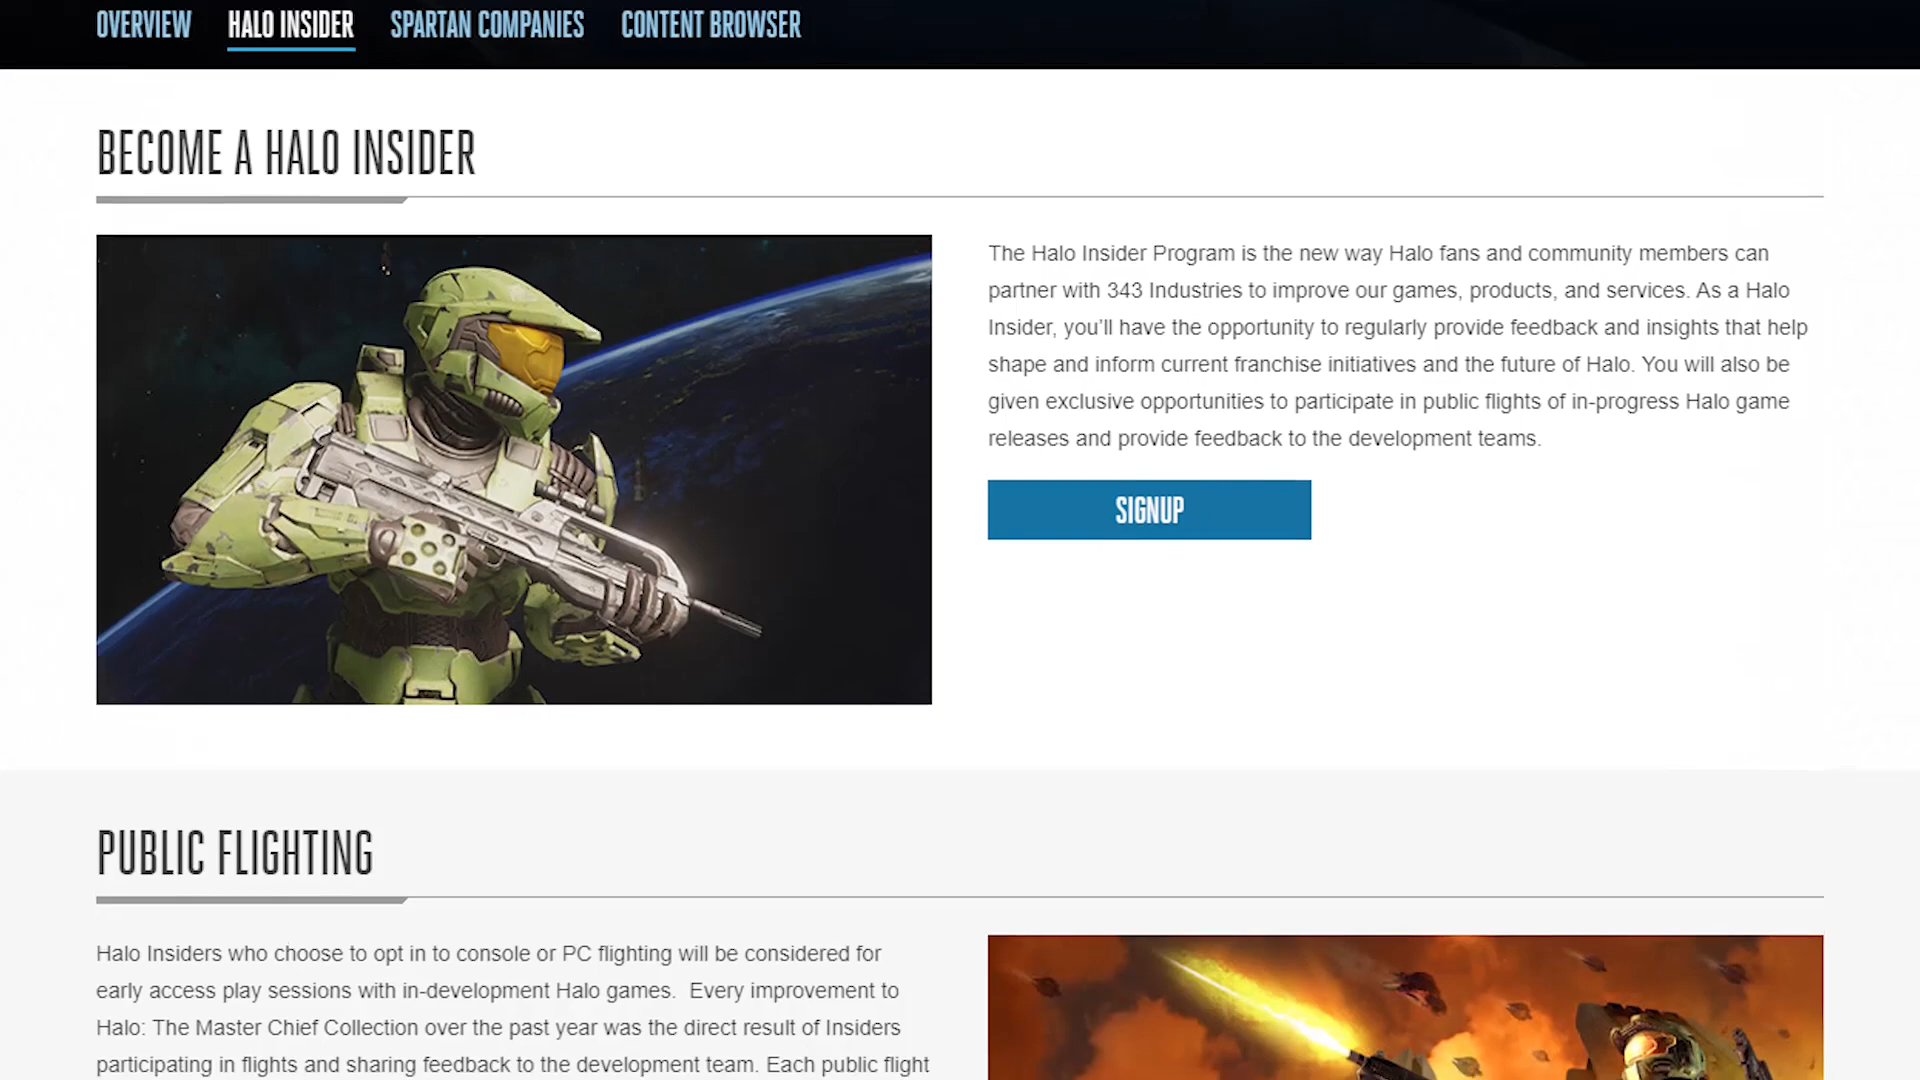 OVERVIEW HALO INSIDER SPARTAN COMPANIES CONTENT BROWSER
BECOME A HALO INSIDER
The Halo Insider Program is the new way Halo fans and community members can
partner with 343 Industries to improve our games, products, and services. As a Halo
Insider, you'll have the opportunity to regularly provide feedback and insights that help
shape and inform current franchise initiatives and the future of Halo. You will also be
given exclusive opportunities to participate in public flights of in-progress Halo game
releases and provide feedback to the development teams.
SIGNUP
PUBLIC FLIGHTING
Halo Insiders who choose to opt in to console or PC flighting will be considered for
early access play sessions with in-development Halo games.  Every improvement to
Halo: The Master Chief Collection over the past year was the direct result of Insiders
participating in flights and sharing feedback to the development team. Each public flight